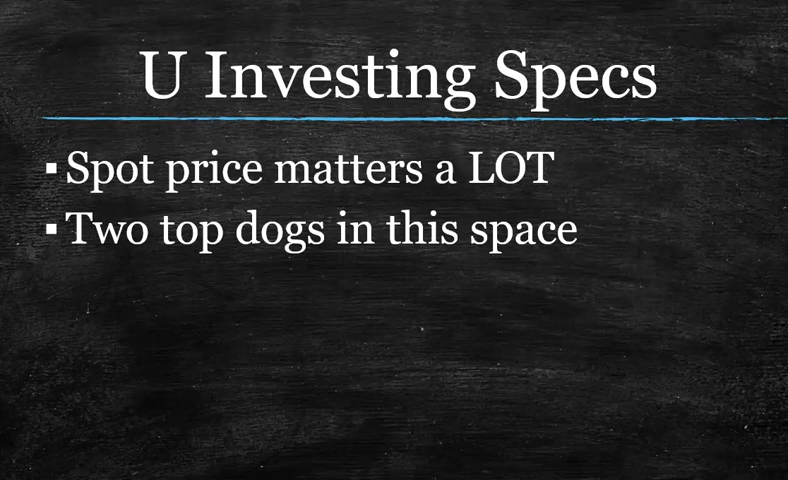 U Investing Specs
▪ Spot price matters a LOT
▪ Two top dogs in this space